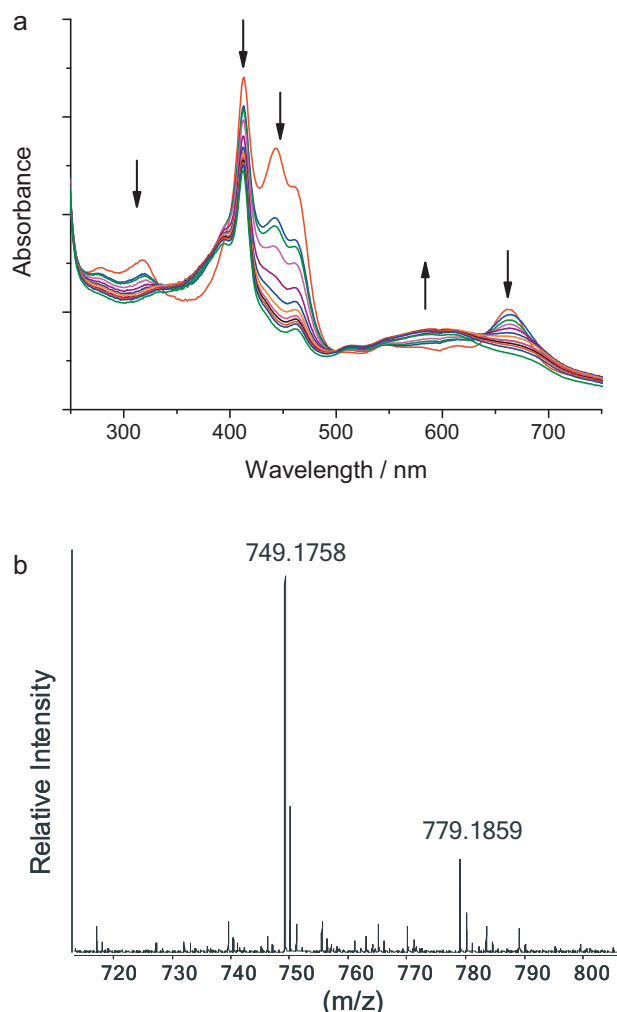 a
Absorbance
300 400 500 600 700
Wavelength / nm
b
749.1758
779.1859
Relative Intensity
720 730 740 750 760 770 780 790 800
(m/z)